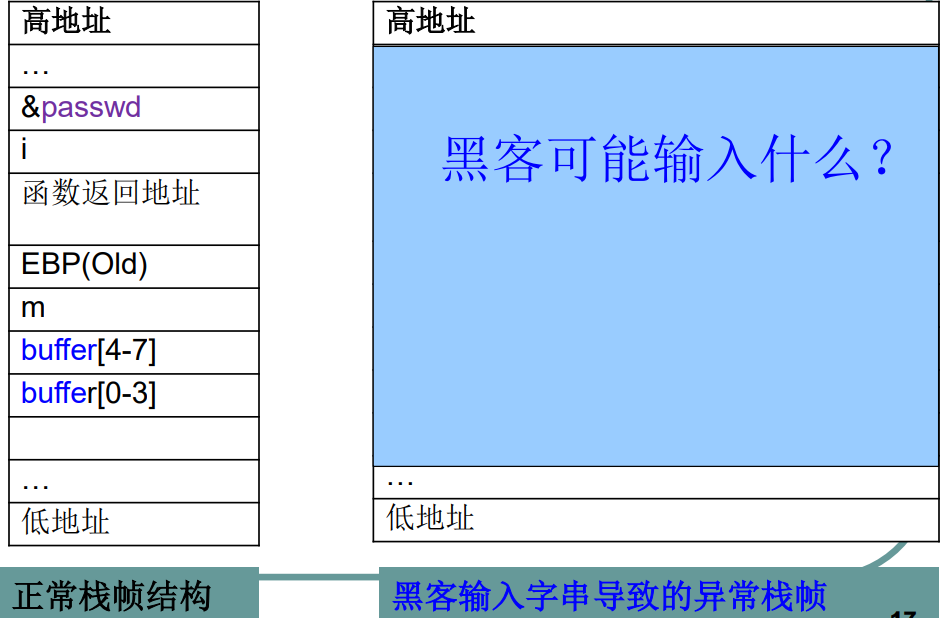 高地址
…
&passwd
i
函数返回地址
EBP(Old)
m
buffer[4-7]
buffer[0-3]
…
低地址
正常栈帧结构
高地址
黑客可能输入什么？
…
低地址
黑客输入字串导致的异常栈帧
17